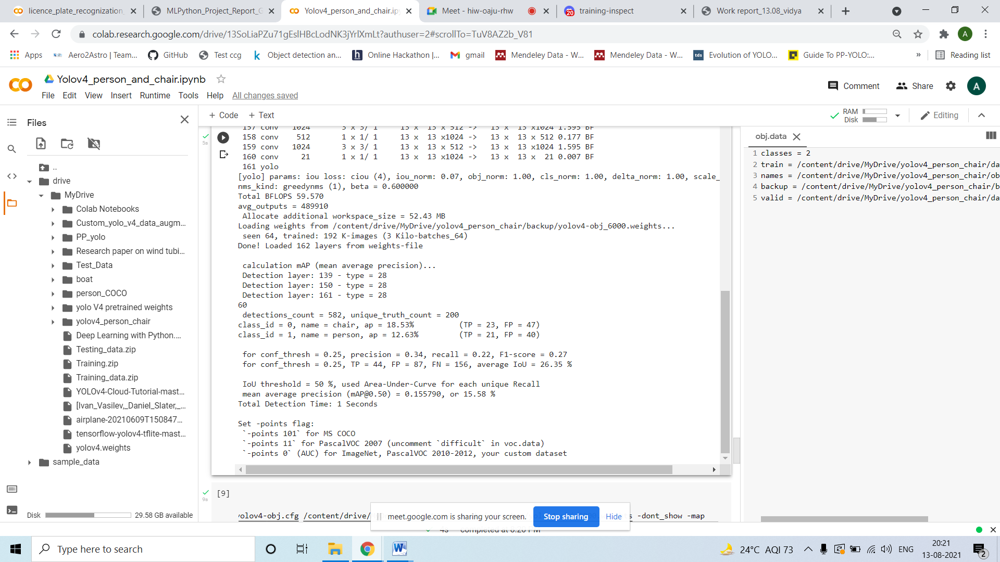 licence_plate_recognization_
MLPython_Project_Report_G
Yolov4_person_and_chair.ip
Meet - hiw-oaju-rhw
20
training-inspect
Work report_13.08_vidya
colab.research.google.com/drive/13SoLiaPZu71gEslHBcLodNK3jYrlXmLt?authuser=2#scrollTo=TuV8AZ2b_V81
A
Apps
Aero2Astro | Team...
GitHub
Test ccg
k Object detection an...
h Online Hackathon |...
gmail
Mendeley Data - W...
Mendeley Data - W...
tds Evolution of YOLO...
Guide To PP-YOLO:...
»
Reading list
Yolov4_person_and_chair.ipynb
Comment
Share
A
File Edit View Insert Runtime Tools Help All changes saved
+ Code + Text
RAM
Disk
Editing
Files
..
drive
MyDrive
Colab Notebooks
Custom_yolo_v4_data_augm...
PP_yolo
Research paper on wind tubi...
Test_Data
boat
person_COCO
yolo V4 pretrained weights
yolov4_person_chair
Deep Learning with Python....
Testing_data.zip
Training.zip
Training_data.zip
YOLOv4-Cloud-Tutorial-mast...
[Ivan_Vasilev,_Daniel_Slater,_...
airplane-20210609T150847...
tensorflow-yolov4-tflite-mast...
yolov4.weights
sample_data
Disk 29.58 GB available
5s
157 conv 1024 3 x 3/ 1 13 x 13 x 512 -> 13 x 13 x1024 1.595 BF
158 conv 512 1 x 1/ 1 13 x 13 x1024 -> 13 x 13 x 512 0.177 BF
159 conv 1024 3 x 3/ 1 13 x 13 x 512 -> 13 x 13 x1024 1.595 BF
160 conv 21 1 x 1/ 1 13 x 13 x1024 -> 13 x 13 x 21 0.007 BF
161 yolo
[yolo] params: iou loss: ciou (4), iou_norm: 0.07, obj_norm: 1.00, cls_norm: 1.00, delta_norm: 1.00, scale_
nms_kind: greedynms (1), beta = 0.600000
Total BFLOPS 59.570
avg_outputs = 489910
Allocate additional workspace_size = 52.43 MB
Loading weights from /content/drive/MyDrive/yolov4_person_chair/backup/yolov4-obj_6000.weights...
seen 64, trained: 192 K-images (3 Kilo-batches_64)
Done! Loaded 162 layers from weights-file
calculation mAP (mean average precision)...
Detection layer: 139 - type = 28
Detection layer: 150 - type = 28
Detection layer: 161 - type = 28
60
detections_count = 582, unique_truth_count = 200
class_id = 0, name = chair, ap = 18.53% (TP = 23, FP = 47)
class_id = 1, name = person, ap = 12.63% (TP = 21, FP = 40)
for conf_thresh = 0.25, precision = 0.34, recall = 0.22, F1-score = 0.27
for conf_thresh = 0.25, TP = 44, FP = 87, FN = 156, average IoU = 26.35 %
IoU threshold = 50 %, used Area-Under-Curve for each unique Recall
mean average precision (mAP@0.50) = 0.155790, or 15.58 %
Total Detection Time: 1 Seconds
Set -points flag:
`-points 101` for MS COCO
`-points 11` for PascalVOC 2007 (uncomment `difficult` in voc.data)
`-points 0` (AUC) for ImageNet, PascalVOC 2010-2012, your custom dataset
[9]
9s
yolov4-obj.cfg /content/drive/ s -dont_show -map
meet.google.com is sharing your screen. Stop sharing Hide
4s completed at 8:20 PM
obj.data
1 classes = 2
2 train = /content/drive/MyDrive/yolov4_person_chair/da
3 names = /content/drive/MyDrive/yolov4_person_chair/ob
4 backup = /content/drive/MyDrive/yolov4_person_chair/b
5 valid = /content/drive/MyDrive/yolov4_person_chair/da
Type here to search
24°C AQI 73
ENG
20:21
13-08-2021
2